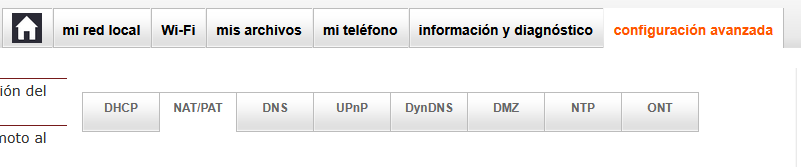 mi red local Wi-Fi mis archivos mi teléfono información y diagnóstico configuración avanzada
ión del
DHCP NAT/PAT DNS UPnP DynDNS DMZ NTP ONT
moto al